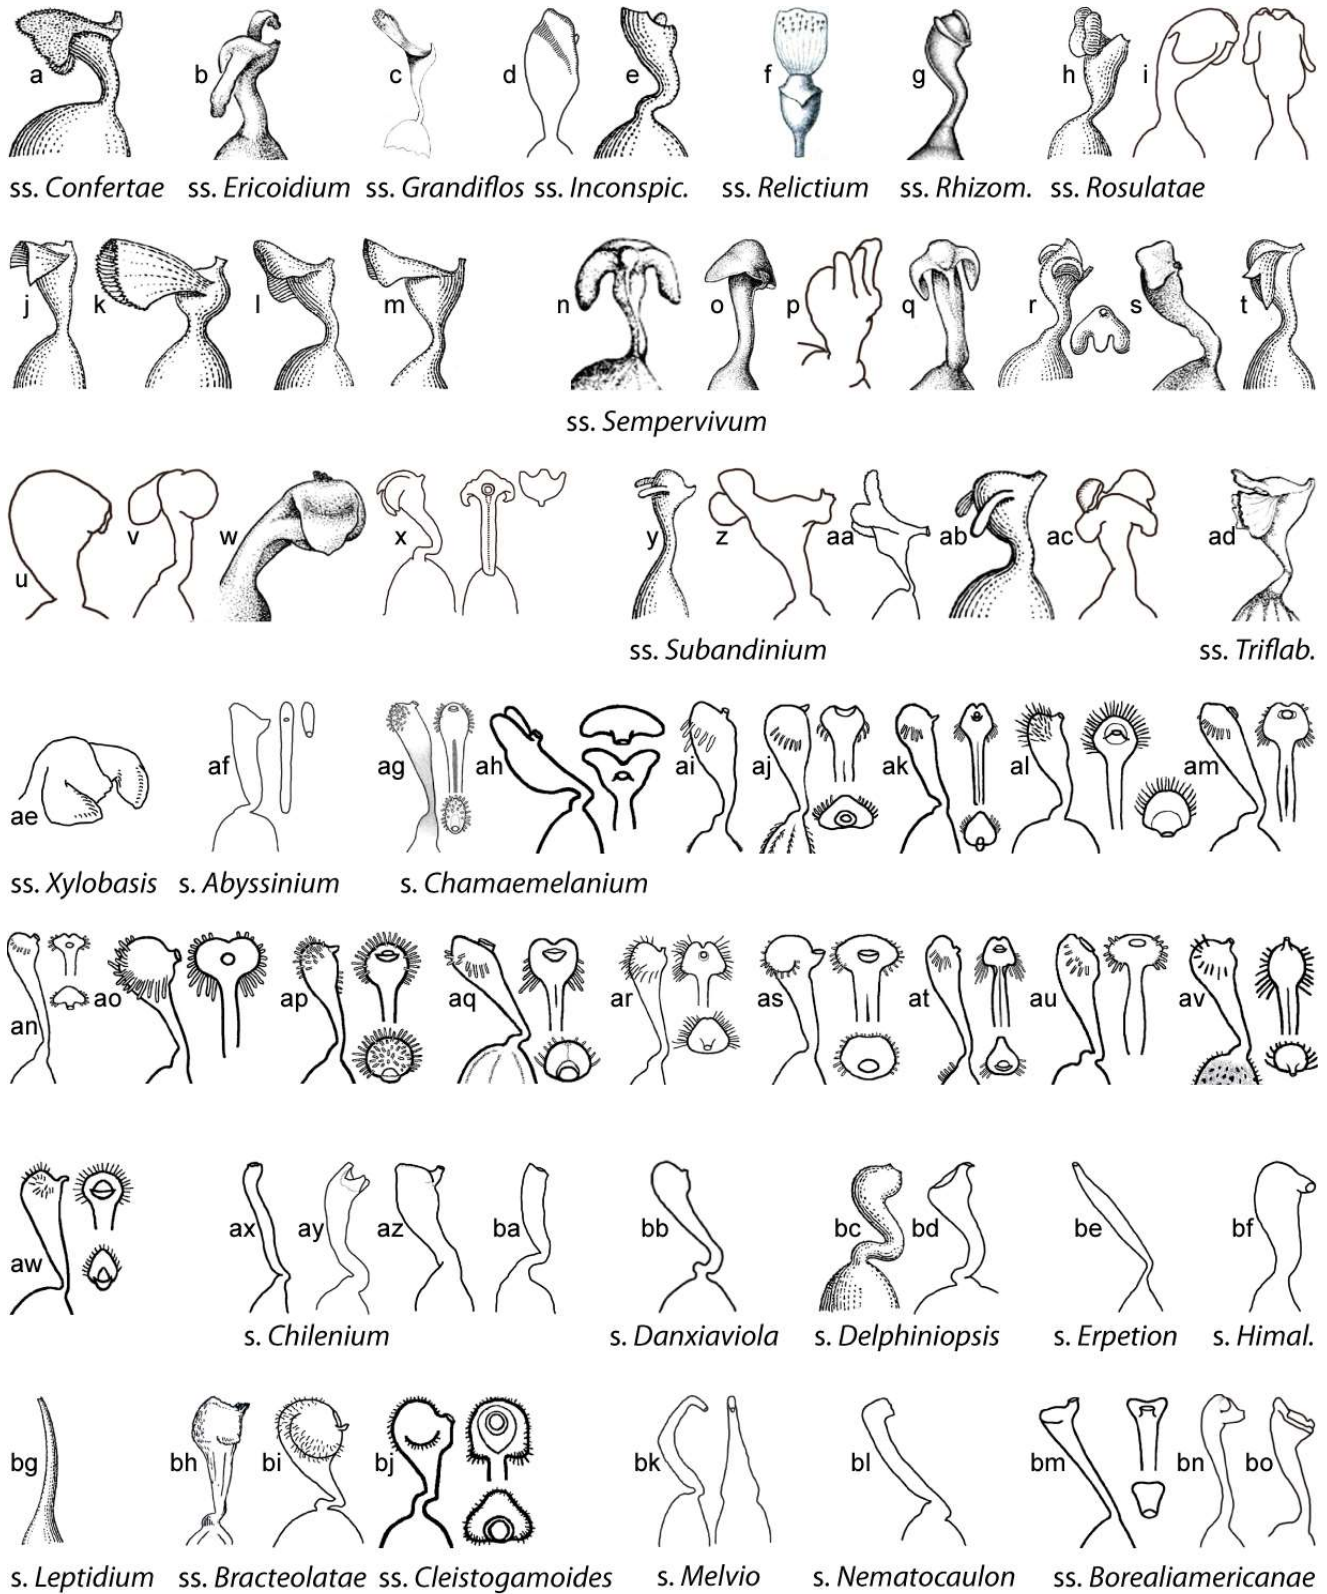 a b c d e f g h i
ss. Confertae ss. Ericoidium ss. Grandiflos ss. Inconspic. ss. Relictium ss. Rhizom. ss. Rosulatae
j k l m n o p q r s t
ss. Sempervivum
u v w x y z aa ab ac ad
ss. Subandinium ss. Triflab.
ae af ag ah ai aj ak al am
ss. Xylobasis s. Abyssinium s. Chamaemelanium
an ao ap aq ar as at au av
aw ax ay az ba bb bc bd be bf
s. Chilenium s. Danxiaviola s. Delphiniopsis s. Erpetion s. Himal.
bg bh bi bj bk bl bm bn bo
s. Leptidium ss. Bracteolatae ss. Cleistogamoides s. Melvio s. Nematocaulon ss. Borealiamericanae